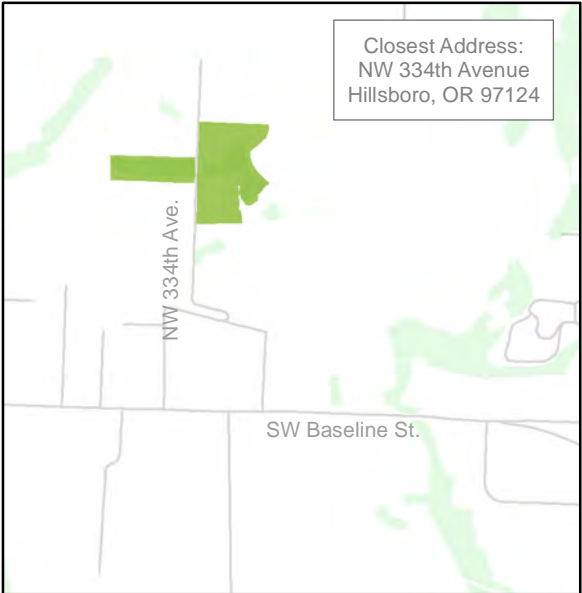 Closest Address:
NW 334th Avenue
Hillsboro, OR 97124
NW 334th Ave.
SW Baseline St.